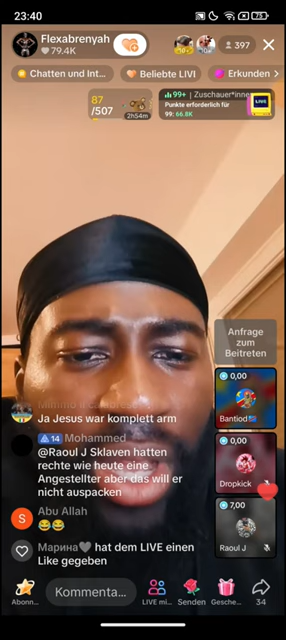 23:40
75
Flexabrenyah
79.4K
397
Chatten und Int...
Beliebte LIVI
Erkunden
87
/507
2h54m
99+ | Zuschauer*inne
Punkte erforderlich für
99: 66.8K
LIVE
Anfrage
zum
Beitreten
0,00
Bantiod
0,00
Dropkick
7,00
Raoul J
Ja Jesus war komplett arm
14 Mohammed
@Raoul J Sklaven hatten
rechte wie heute eine
Angestellter aber das will er
nicht auspacken
Abu Allah
😂😂
S
Марина🖤 hat dem LIVE einen
Like gegeben
Abonn...
Kommenta...
LIVE mi...
Senden
Gesche...
34